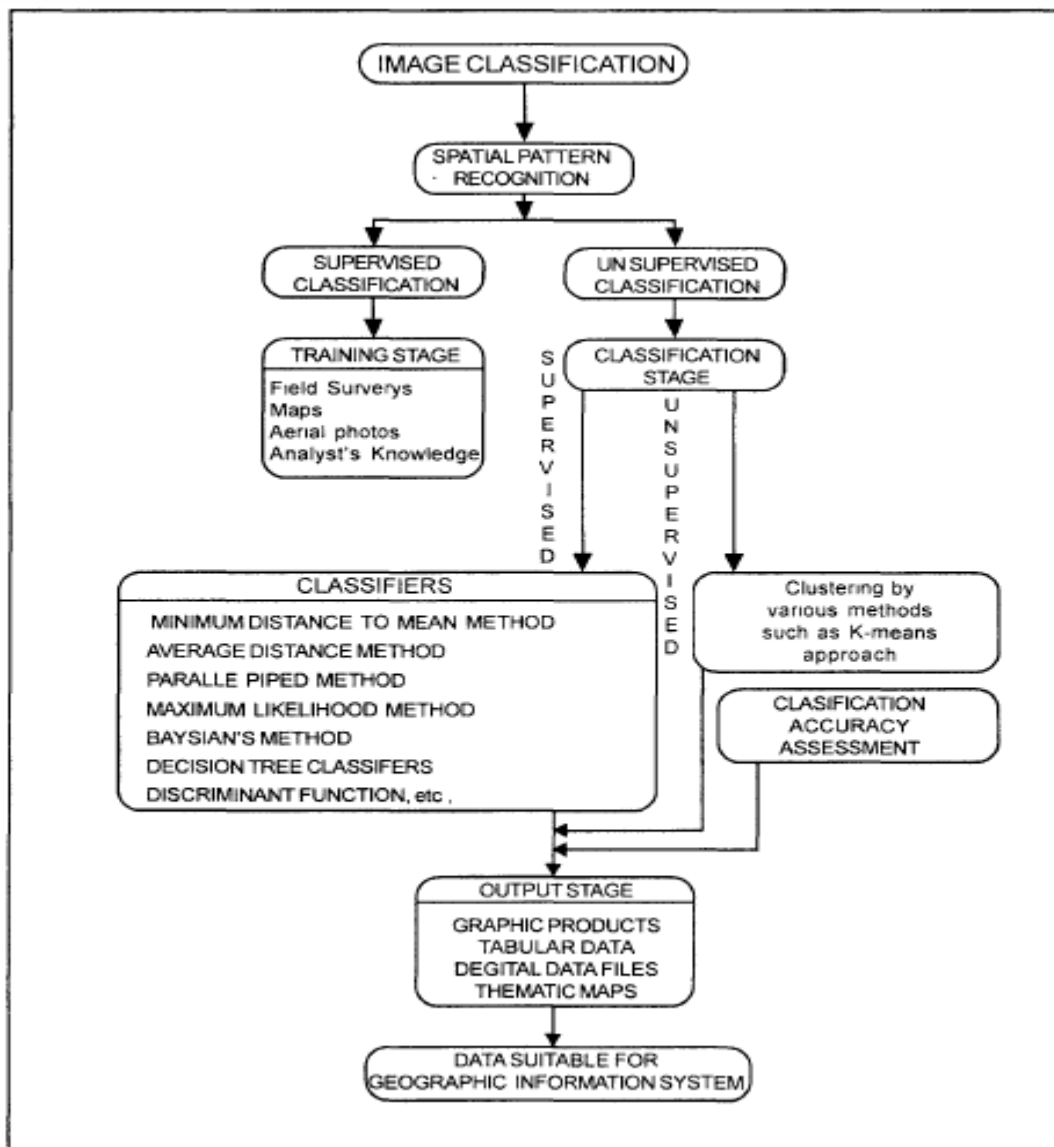 IMAGE CLASSIFICATION
SPATIAL PATTERN
RECOGNITION
SUPERVISED
CLASSIFICATION
UN SUPERVISED
CLASSIFICATION
TRAINING STAGE
Field Surverys
Maps
Aerial photos
Analyst's Knowledge
CLASSIFICATION
STAGE
SUPERVISED
UNSUPERVISED
CLASSIFIERS
MINIMUM DISTANCE TO MEAN METHOD
AVERAGE DISTANCE METHOD
PARALLE PIPED METHOD
MAXIMUM LIKELIHOOD METHOD
BAYSIAN'S METHOD
DECISION TREE CLASSIFERS
DISCRIMINANT FUNCTION, etc ,
Clustering by
various methods
such as K-means
approach
CLASIFICATION
ACCURACY
ASSESSMENT
OUTPUT STAGE
GRAPHIC PRODUCTS
TABULAR DATA
DEGITAL DATA FILES
THEMATIC MAPS
DATA SUITABLE FOR
GEOGRAPHIC INFORMATION SYSTEM